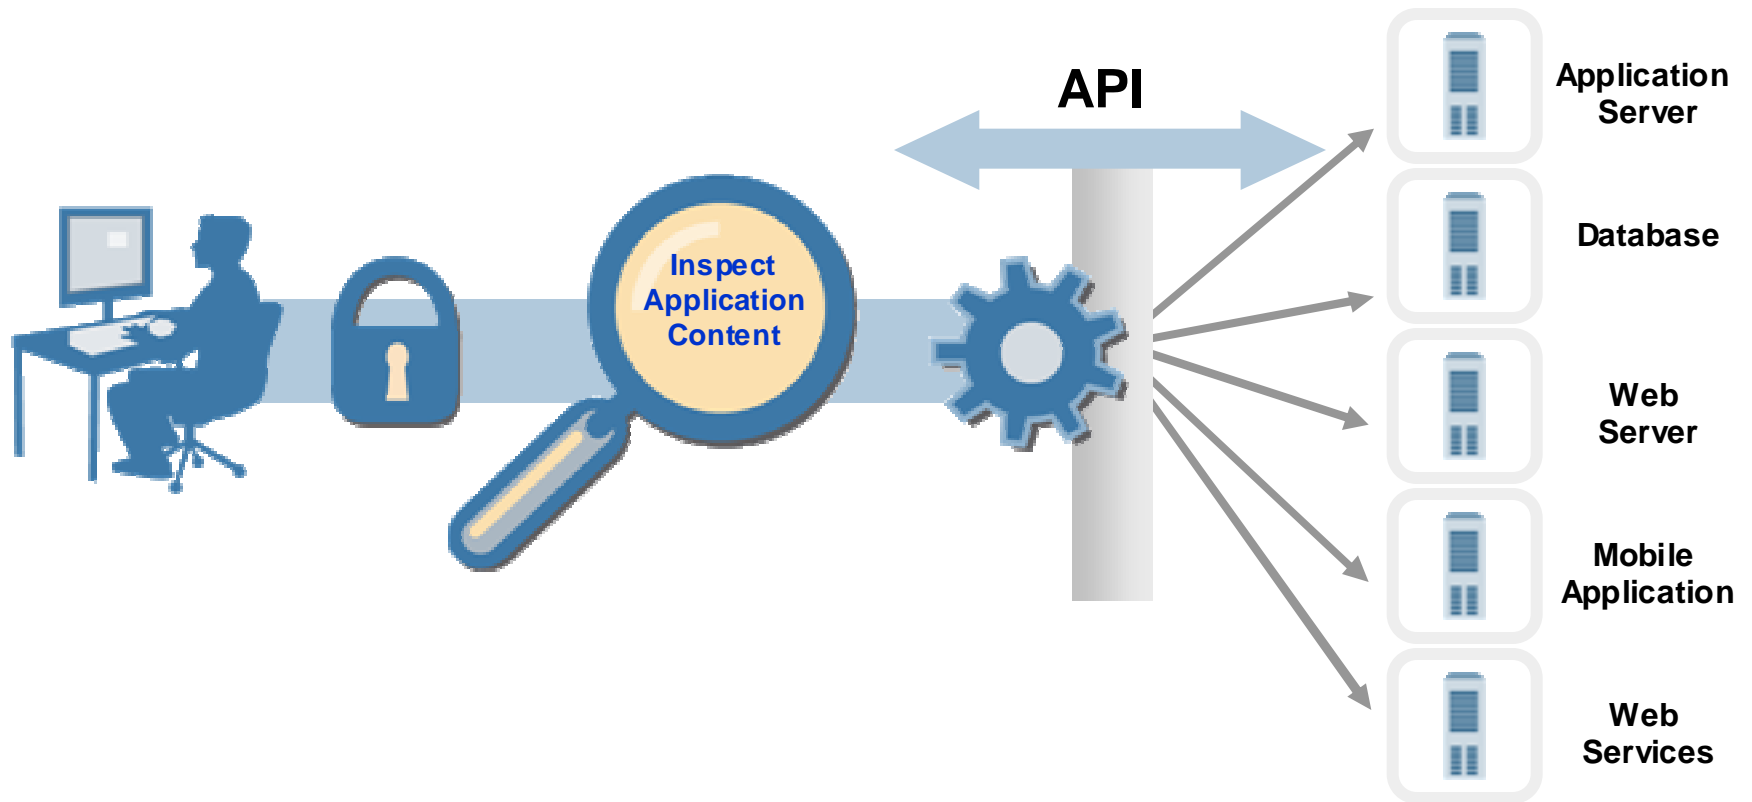 API
Inspect
Application
Content
Application
Server
Database
Web
Server
Mobile
Application
Web
Services